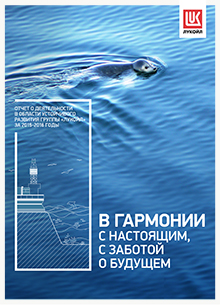 ЛУКОЙЛ
ОТЧЕТ О ДЕЯТЕЛЬНОСТИ
В ОБЛАСТИ УСТОЙЧИВОГО
РАЗВИТИЯ ГРУППЫ «ЛУКОЙЛ»
ЗА 2015–2016 ГОДЫ
В ГАРМОНИИ
С НАСТОЯЩИМ,
С ЗАБОТОЙ
О БУДУЩЕМ